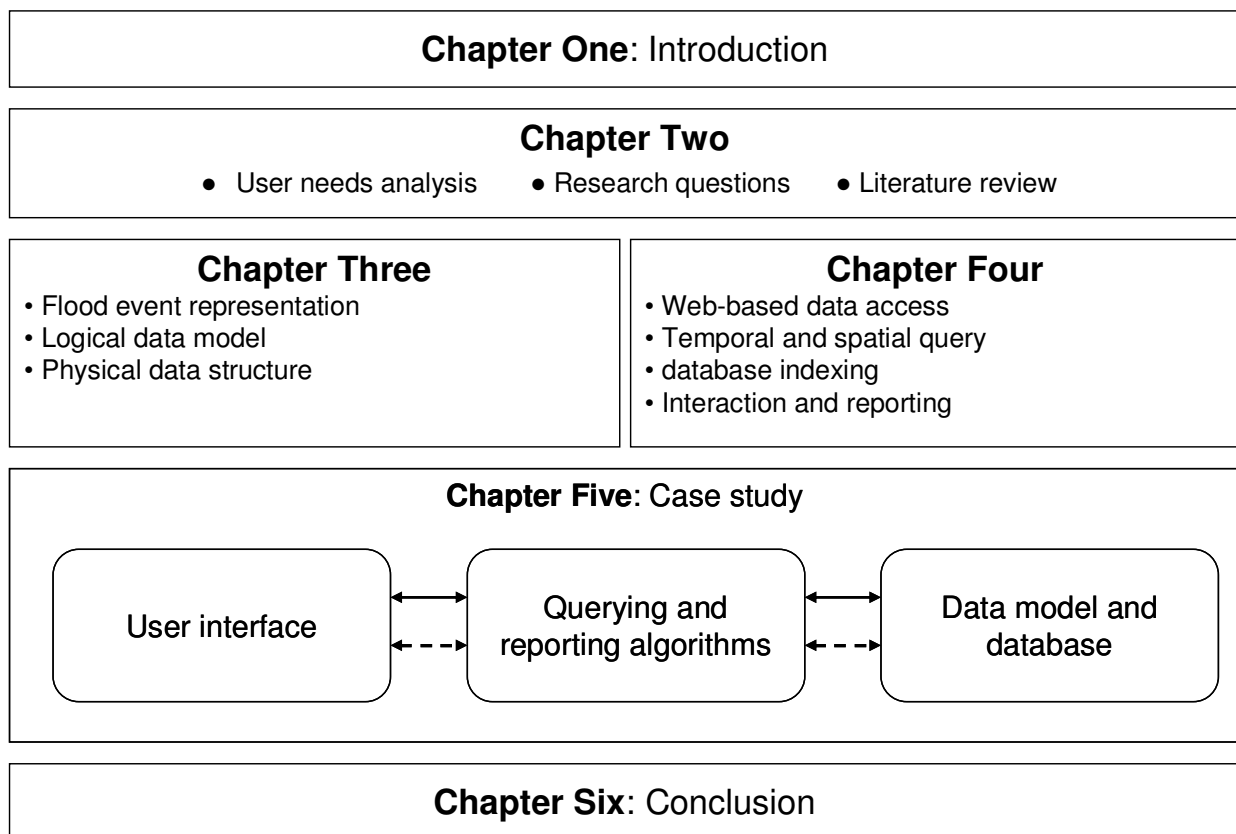 Chapter One: Introduction
Chapter Two
● User needs analysis ● Research questions ● Literature review
Chapter Three
• Flood event representation
• Logical data model
• Physical data structure
Chapter Four
• Web-based data access
• Temporal and spatial query
• database indexing
• Interaction and reporting
Chapter Five: Case study
User interface
Querying and
reporting algorithms
Data model and
database
Chapter Six: Conclusion